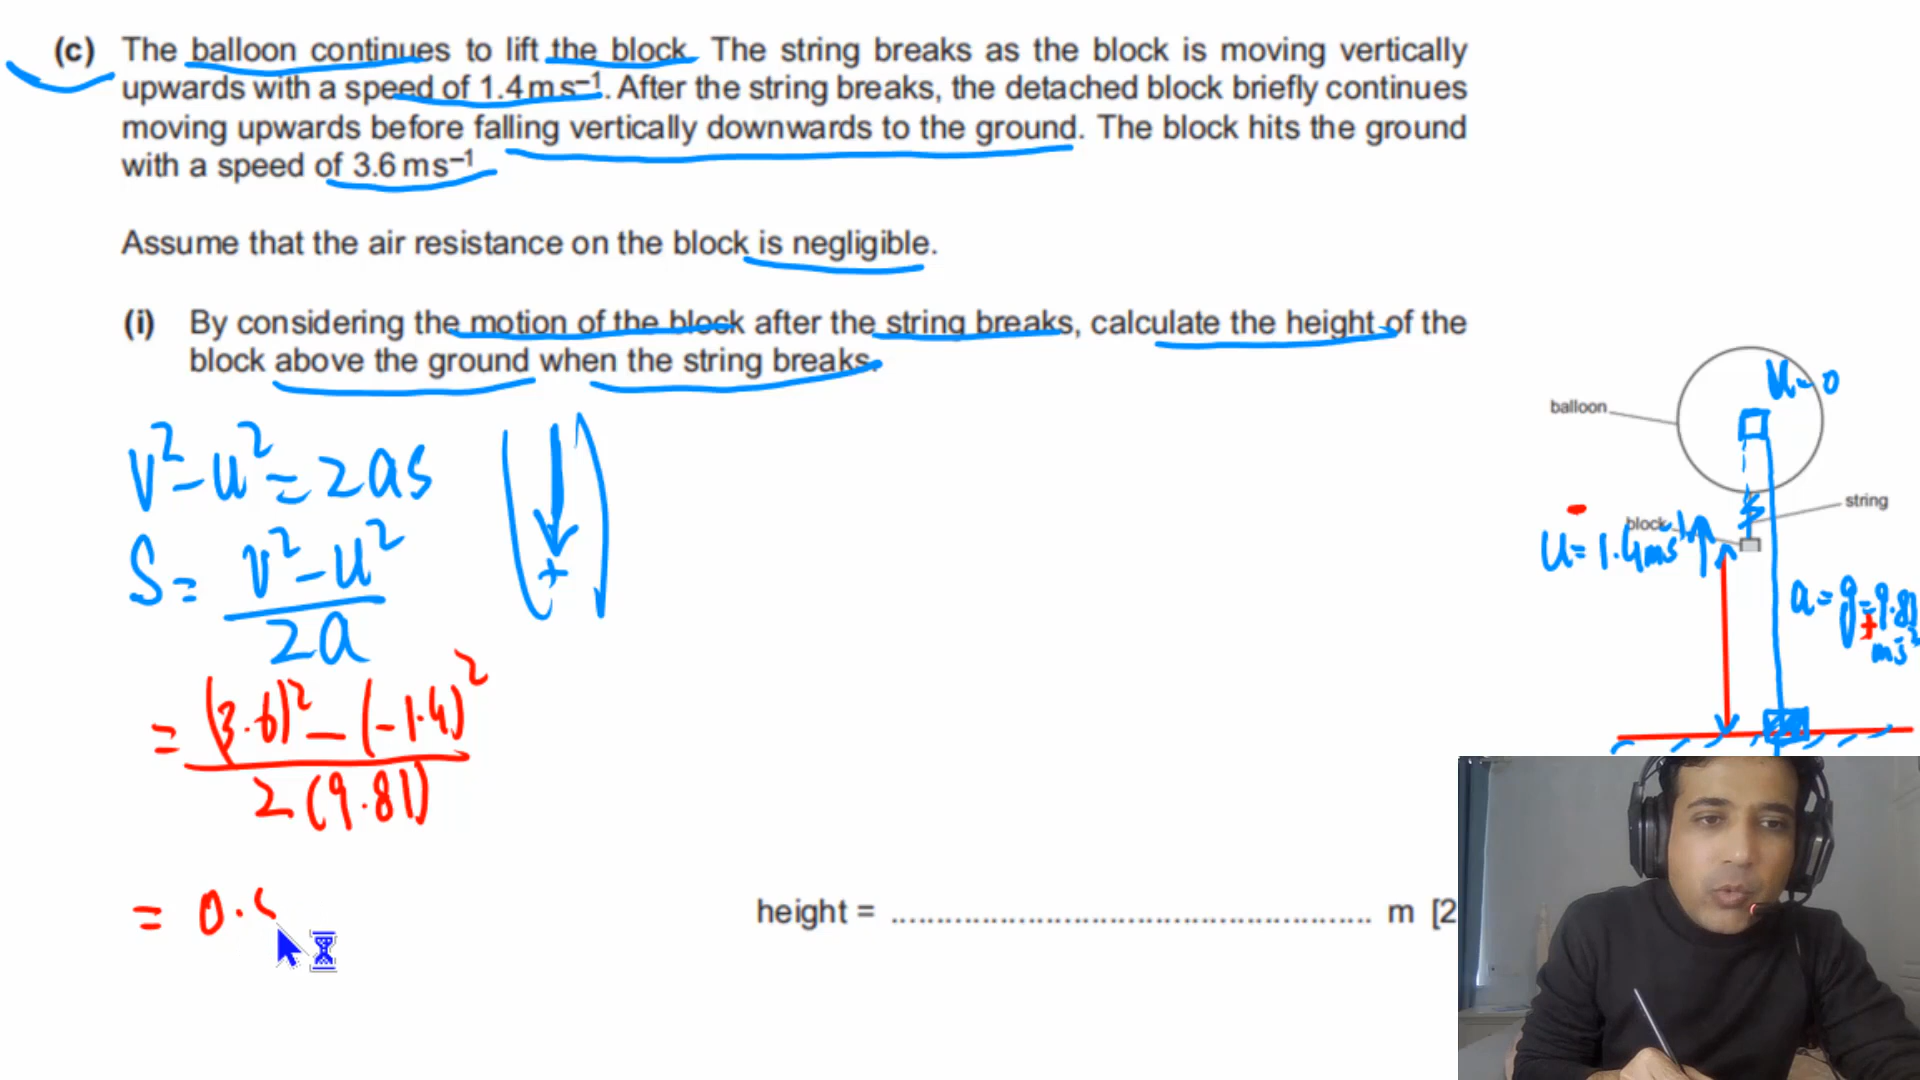 (c) The balloon continues to lift the block. The string breaks as the block is moving vertically
upwards with a speed of 1.4 m s⁻¹. After the string breaks, the detached block briefly continues
moving upwards before falling vertically downwards to the ground. The block hits the ground
with a speed of 3.6 m s⁻¹
Assume that the air resistance on the block is negligible.
(i) By considering the motion of the block after the string breaks, calculate the height of the
block above the ground when the string breaks.
v² - u² = 2as
S = v² - u² / 2a
= (3.6)² - (-1.4)² / 2(9.81)
= 0.
+
height = ........................................ m [2
balloon
u=0
string
block
u = 1.4ms⁻¹
a = g = 9.81
+ ms⁻²